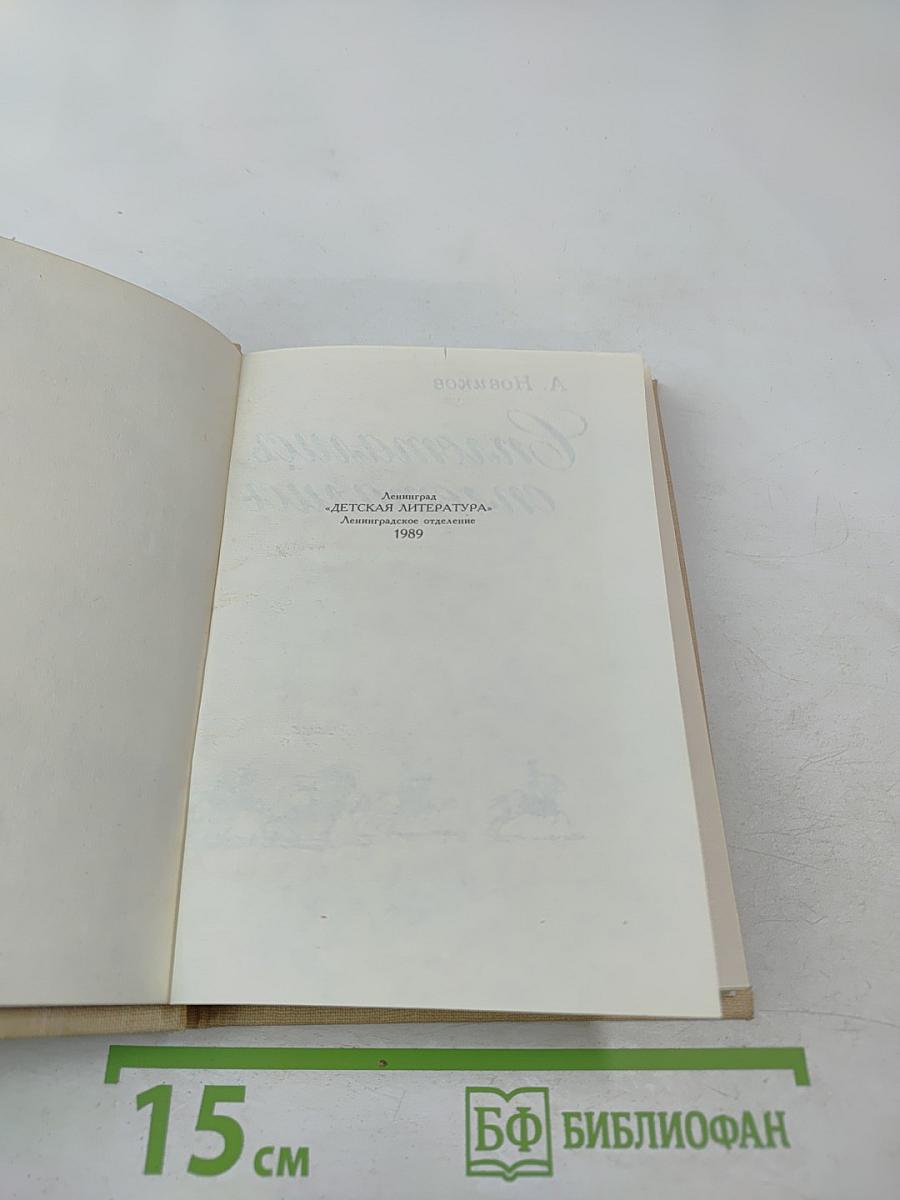 А. Новиков
Ленинград
«ДЕТСКАЯ ЛИТЕРАТУРА»
Ленинградское отделение
1989
15 см
БФ БИБЛИОФАН